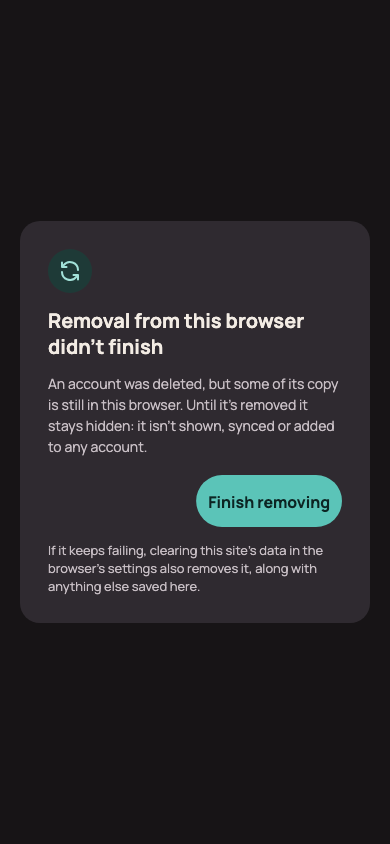 Removal from this browser
didn't finish
An account was deleted, but some of its copy
is still in this browser. Until it's removed it
stays hidden: it isn't shown, synced or added
to any account.
Finish removing
If it keeps failing, clearing this site's data in the
browser's settings also removes it, along with
anything else saved here.